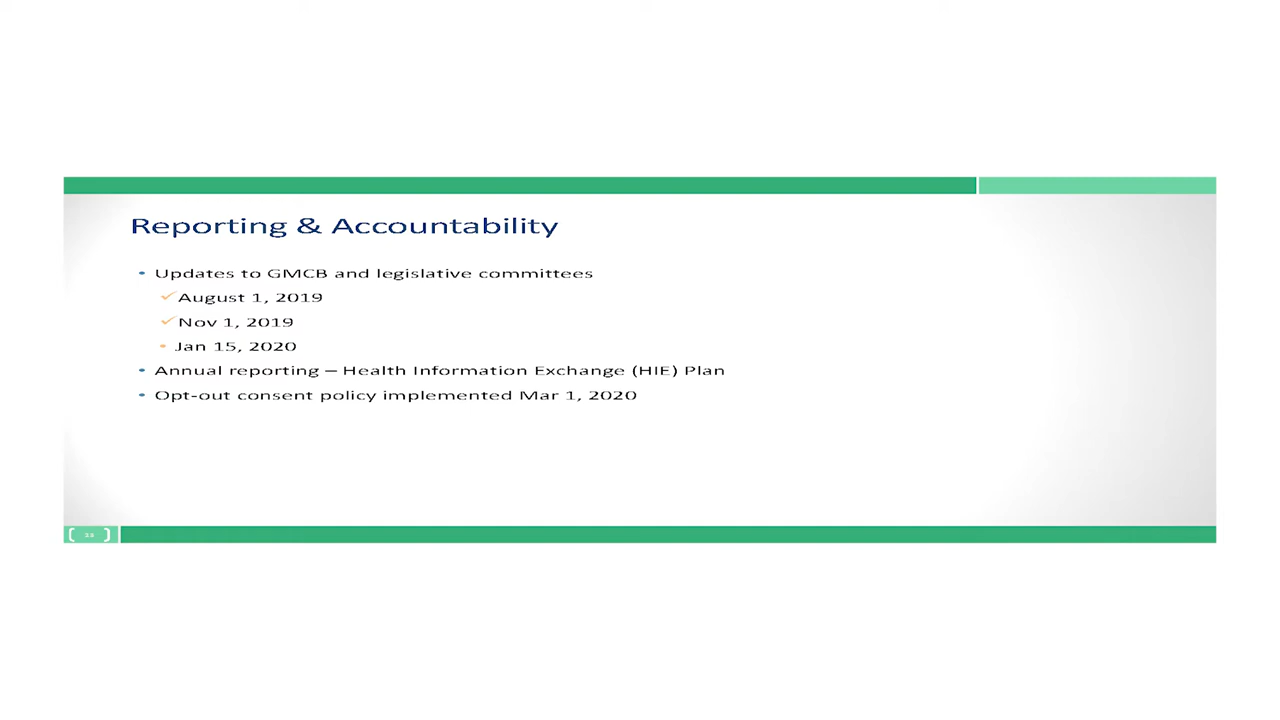 Reporting & Accountability
• Updates to GMCB and legislative committees
✓August 1, 2019
✓Nov 1, 2019
• Jan 15, 2020
• Annual reporting – Health Information Exchange (HIE) Plan
• Opt-out consent policy implemented Mar 1, 2020